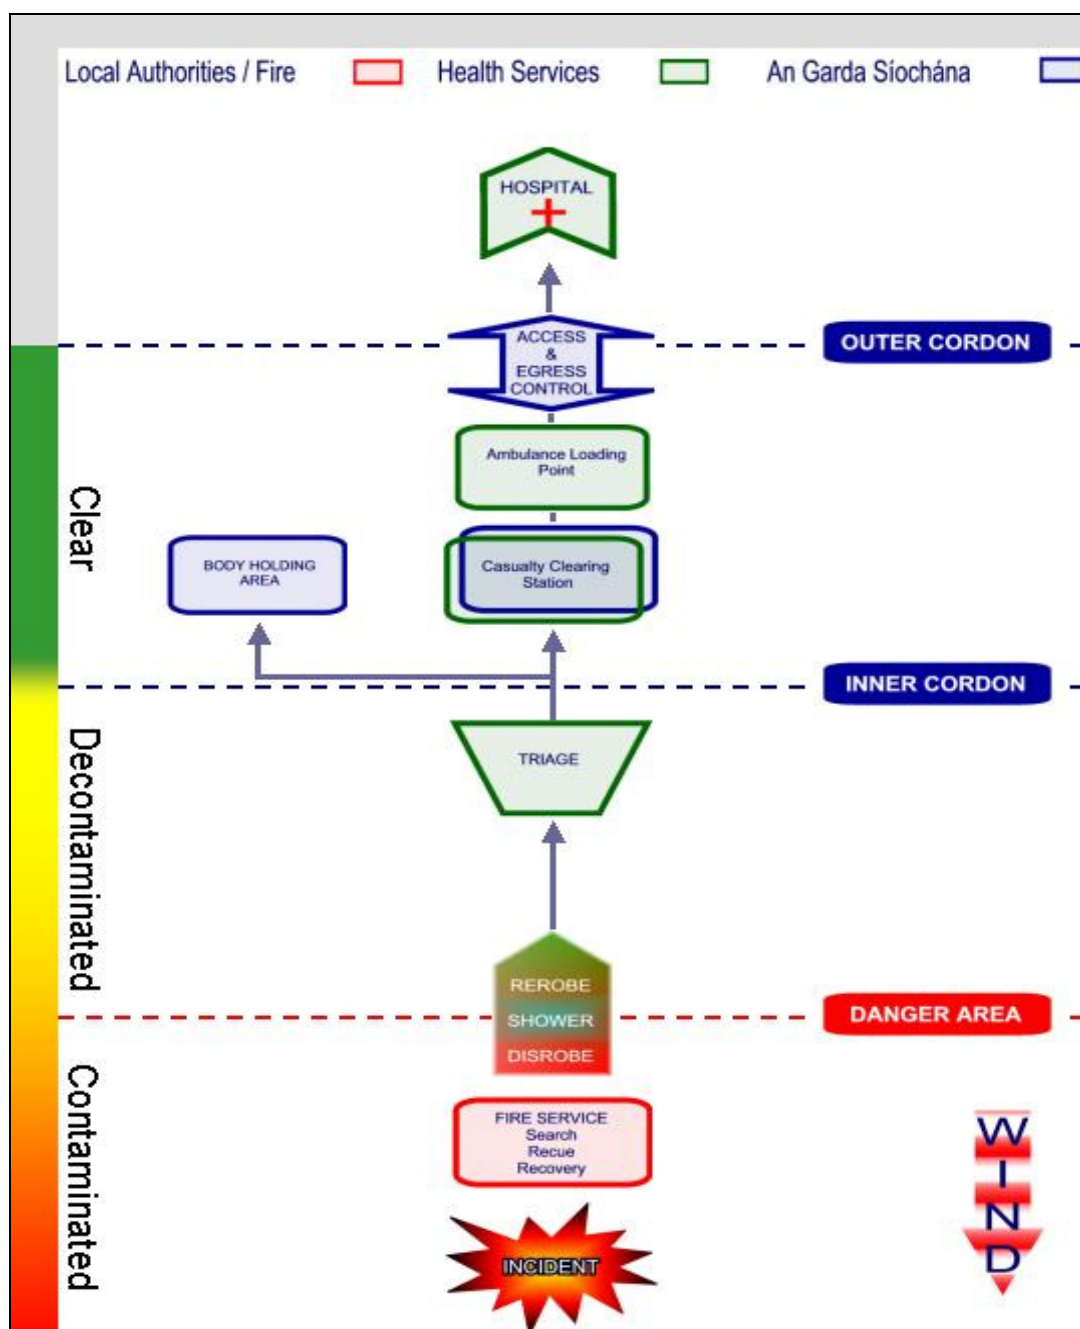 Local Authorities / Fire
Health Services
An Garda Síochána
HOSPITAL
ACCESS
&
EGRESS
CONTROL
OUTER CORDON
Ambulance Loading
Point
Clear
BODY HOLDING
AREA
Casualty Clearing
Station
INNER CORDON
TRIAGE
Decontaminated
REROBE
SHOWER
DISROBE
DANGER AREA
Contaminated
FIRE SERVICE
Search
Recue
Recovery
WIND
INCIDENT